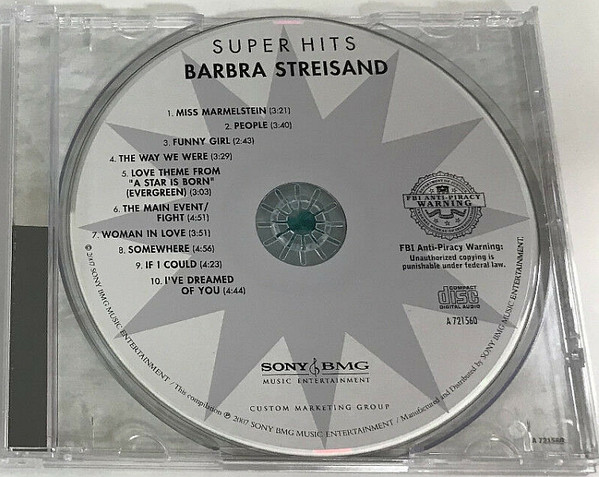 SUPER HITS
BARBRA STREISAND
1. MISS MARMELSTEIN (3:21)
2. PEOPLE (3:40)
3. FUNNY GIRL (2:43)
4. THE WAY WE WERE (3:29)
5. LOVE THEME FROM
"A STAR IS BORN"
(EVERGREEN) (3:03)
6. THE MAIN EVENT/
FIGHT (4:51)
7. WOMAN IN LOVE (3:51)
8. SOMEWHERE (4:56)
9. IF I COULD (4:23)
10. I'VE DREAMED
OF YOU (4:44)
FBI ANTI-PIRACY
WARNING
FBI Anti-Piracy Warning:
Unauthorized copying is
punishable under federal law.
COMPACT
disc
DIGITAL AUDIO
A 721560
SONY BMG
MUSIC ENTERTAINMENT
CUSTOM MARKETING GROUP
© 2007 SONY BMG MUSIC ENTERTAINMENT / This compilation ℗ 2007 SONY BMG MUSIC ENTERTAINMENT / Manufactured and Distributed by SONY BMG MUSIC ENTERTAINMENT.
A 721560